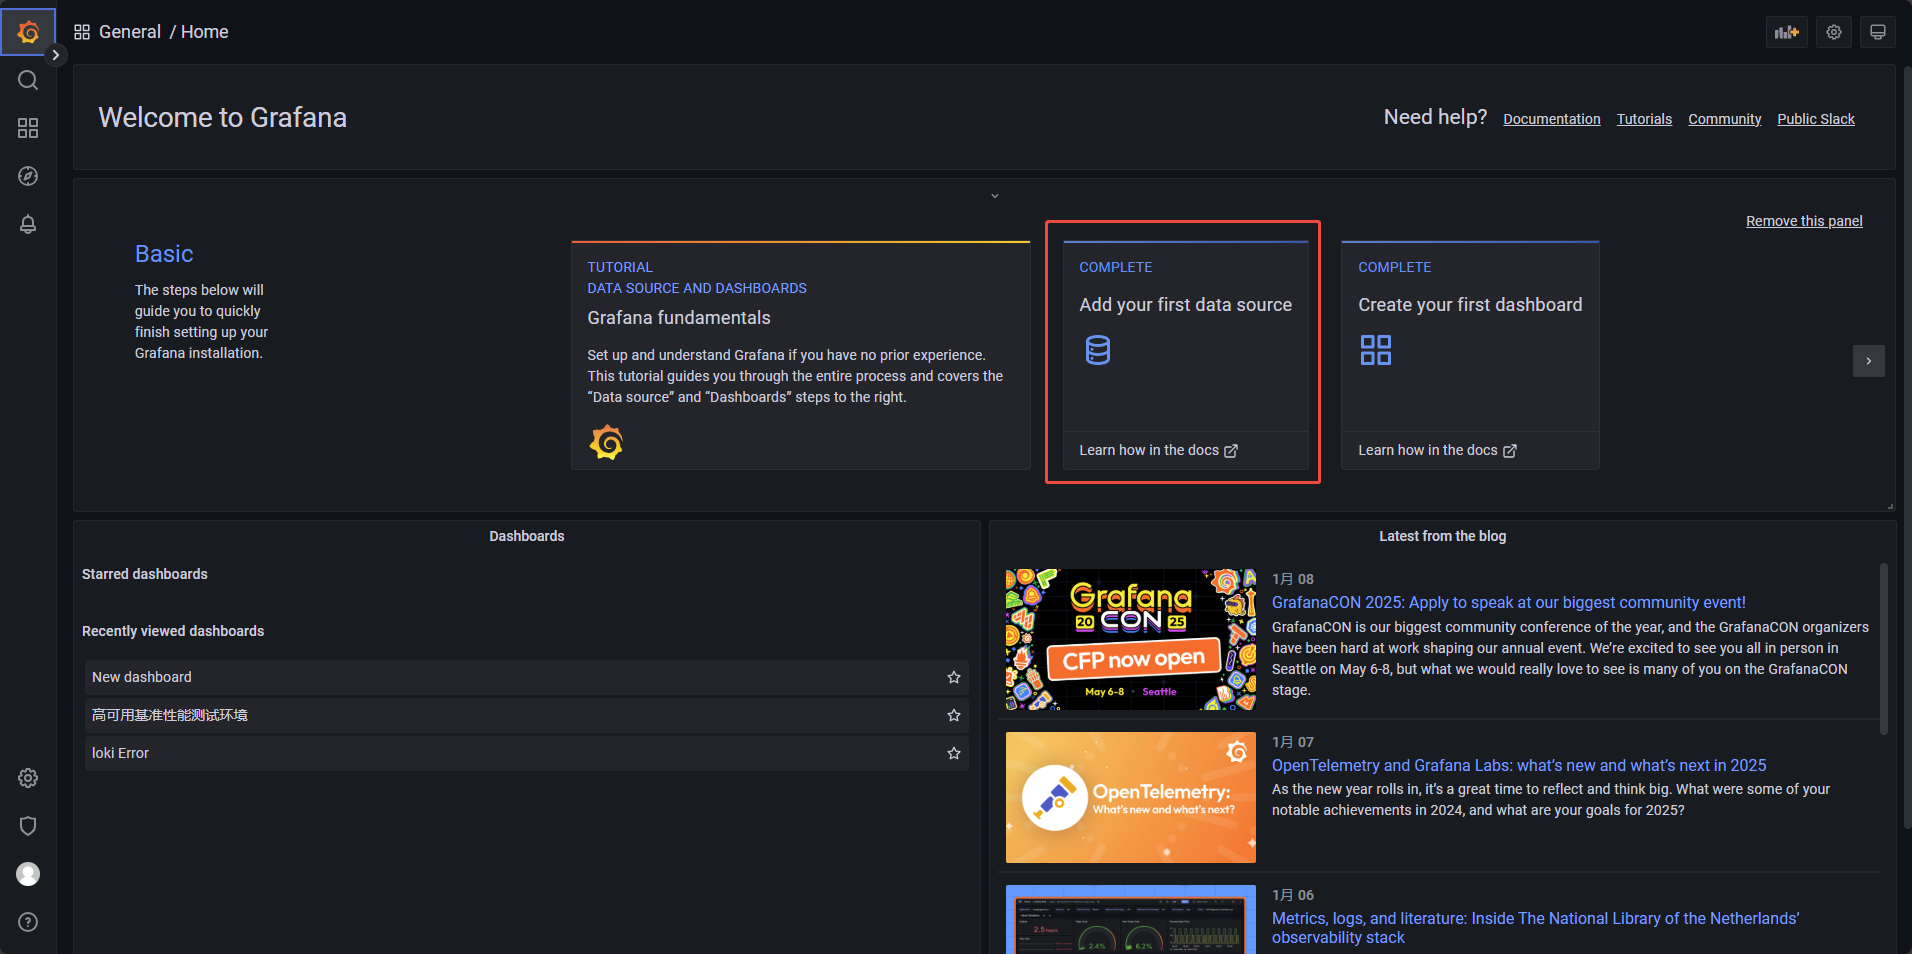 General / Home
Welcome to Grafana
Need help? Documentation Tutorials Community Public Slack
Remove this panel
Basic
The steps below will
guide you to quickly
finish setting up your
Grafana installation.
TUTORIAL
DATA SOURCE AND DASHBOARDS
Grafana fundamentals
Set up and understand Grafana if you have no prior experience.
This tutorial guides you through the entire process and covers the
“Data source” and “Dashboards” steps to the right.
COMPLETE
Add your first data source
Learn how in the docs
COMPLETE
Create your first dashboard
Learn how in the docs
Dashboards
Starred dashboards
Recently viewed dashboards
New dashboard
高可用基准性能测试环境
loki Error
Latest from the blog
Grafana
20 CON 25
CFP now open
May 6-8 · Seattle
1月 08
GrafanaCON 2025: Apply to speak at our biggest community event!
GrafanaCON is our biggest community conference of the year, and the GrafanaCON organizers
have been hard at work shaping our annual event. We’re excited to see you all in person in
Seattle on May 6-8, but what we would really love to see is many of you on the GrafanaCON
stage.
OpenTelemetry:
What's new and what's next?
1月 07
OpenTelemetry and Grafana Labs: what’s new and what’s next in 2025
As the new year rolls in, it’s a great time to reflect and think big. What were some of your
notable achievements in 2024, and what are your goals for 2025?
2.5 hours
2.4%
6.2%
1月 06
Metrics, logs, and literature: Inside The National Library of the Netherlands’
observability stack